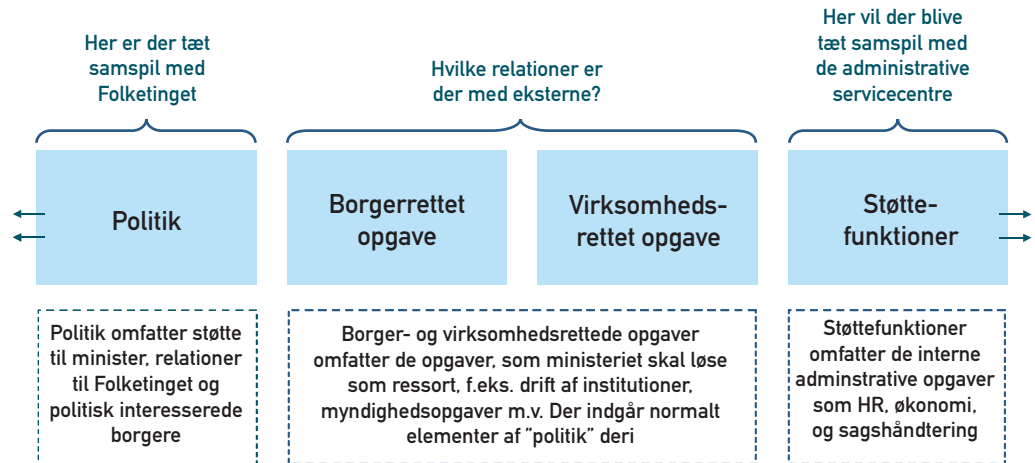 Her er der tæt
samspil med
Folketinget
Hvilke relationer er
der med eksterne?
Her vil der blive
tæt samspil med
de administrative
servicecentre
Politik
Borgerrettet
opgave
Virksomheds-
rettet opgave
Støtte-
funktioner
Politik omfatter støtte
til minister, relationer
til Folketinget og
politisk interesserede
borgere
Borger- og virksomhedsrettede opgaver
omfatter de opgaver, som ministeriet skal løse
som ressort, f.eks. drift af institutioner,
myndighedsopgaver m.v. Der indgår normalt
elementer af ”politik” deri
Støttefunktioner
omfatter de interne
adminstrative opgaver
som HR, økonomi,
og sagshåndtering